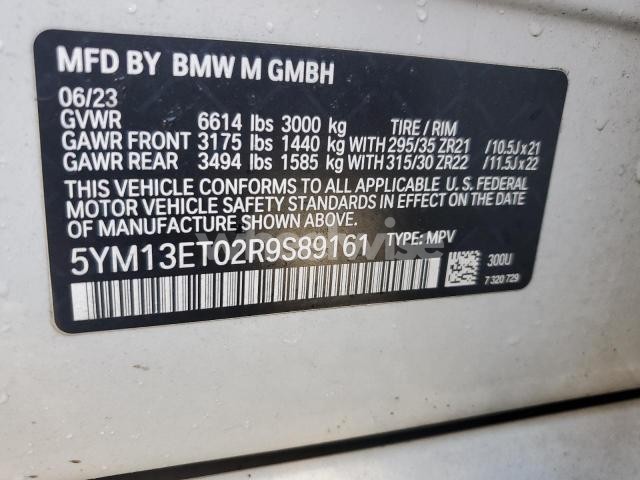 MFD BY BMW M GMBH
06/23
GVWR 6614 lbs 3000 kg TIRE / RIM
GAWR FRONT 3175 lbs 1440 kg WITH 295/35 ZR21 /10.5J x 21
GAWR REAR 3494 lbs 1585 kg WITH 315/30 ZR22 /11.5J x 22
THIS VEHICLE CONFORMS TO ALL APPLICABLE U. S. FEDERAL
MOTOR VEHICLE SAFETY STANDARDS IN EFFECT ON THE DATE
OF MANUFACTURE SHOWN ABOVE.
5YM13ET02R9S89161 TYPE: MPV
300U
7 320 729